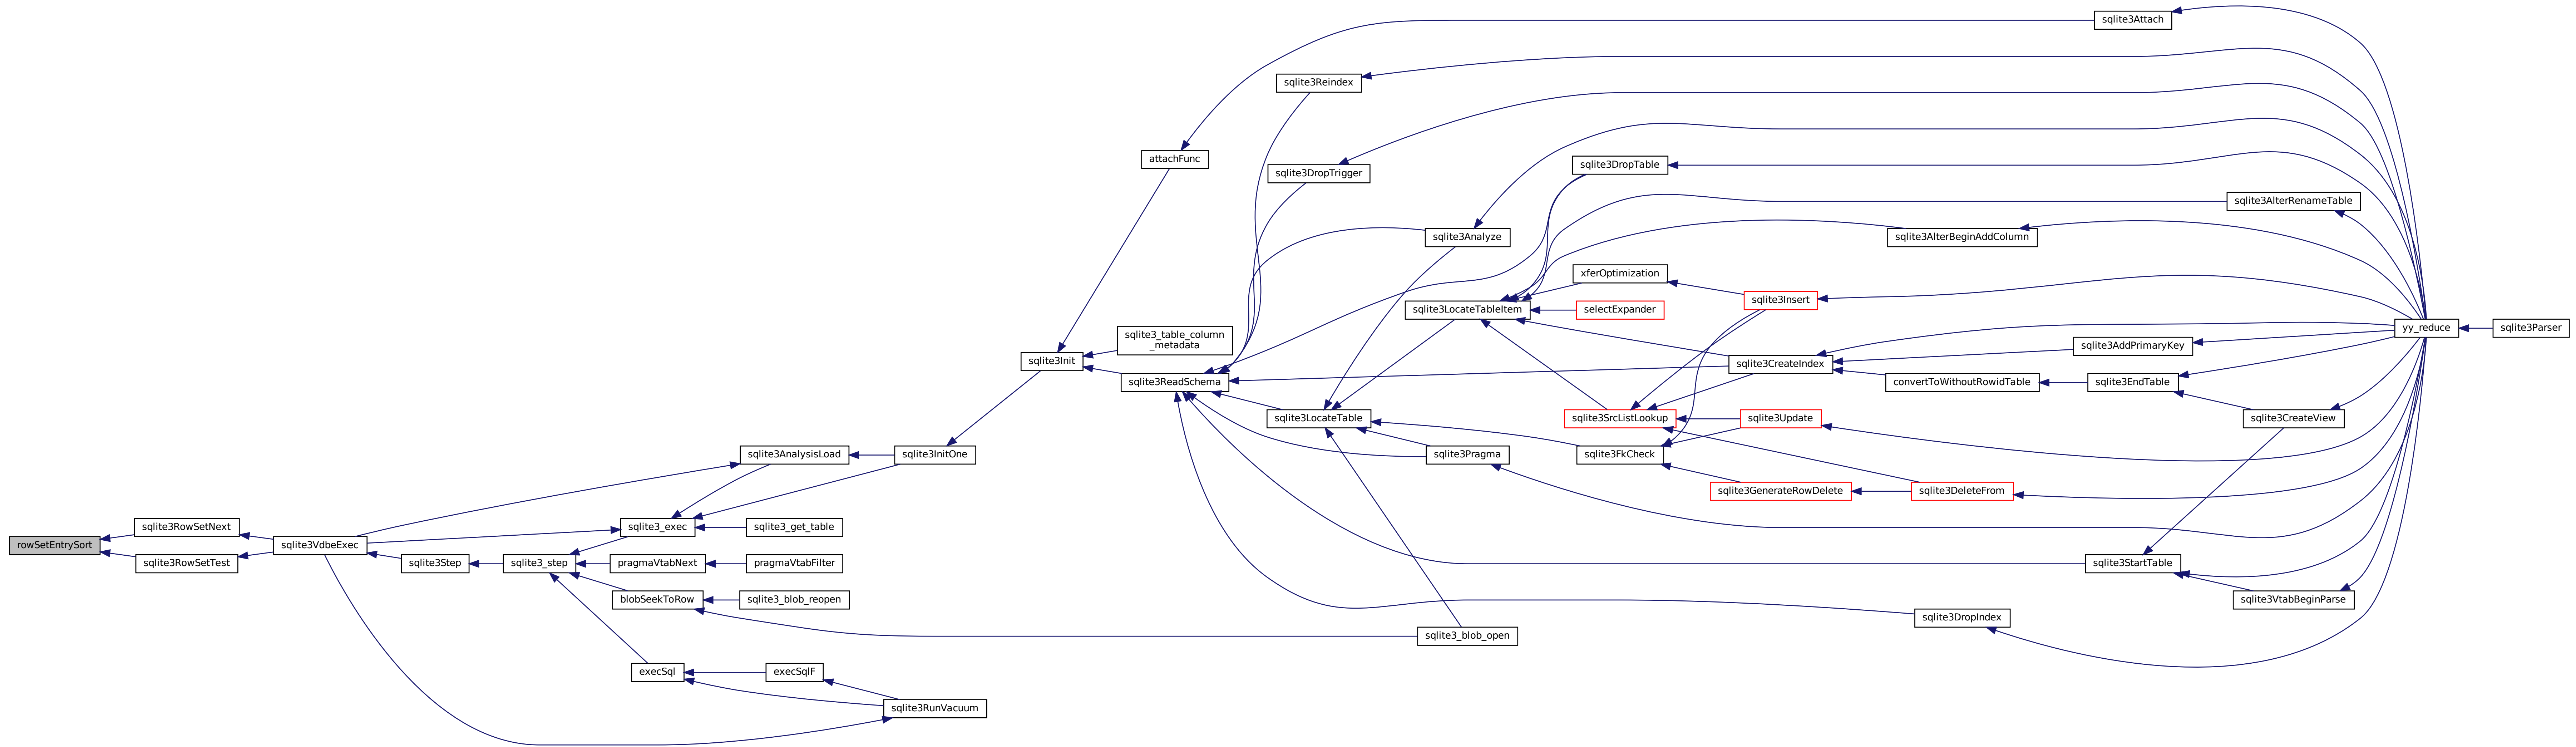 rowSetEntrySort
sqlite3RowSetNext
sqlite3RowSetTest
sqlite3VdbeExec
sqlite3Step
sqlite3_step
sqlite3_exec
pragmaVtabNext
blobSeekToRow
execSql
sqlite3AnalysisLoad
sqlite3_get_table
pragmaVtabFilter
sqlite3_blob_reopen
execSqlF
sqlite3InitOne
sqlite3RunVacuum
sqlite3Init
attachFunc
sqlite3_table_column
_metadata
sqlite3ReadSchema
sqlite3Reindex
sqlite3DropTrigger
sqlite3LocateTable
sqlite3Analyze
sqlite3LocateTableItem
sqlite3Pragma
sqlite3_blob_open
sqlite3DropTable
xferOptimization
selectExpander
sqlite3SrcListLookup
sqlite3FkCheck
sqlite3Insert
sqlite3CreateIndex
sqlite3Update
sqlite3GenerateRowDelete
sqlite3AlterBeginAddColumn
convertToWithoutRowidTable
sqlite3DeleteFrom
sqlite3DropIndex
sqlite3Attach
sqlite3AddPrimaryKey
sqlite3EndTable
sqlite3StartTable
sqlite3AlterRenameTable
sqlite3CreateView
sqlite3VtabBeginParse
yy_reduce
sqlite3Parser